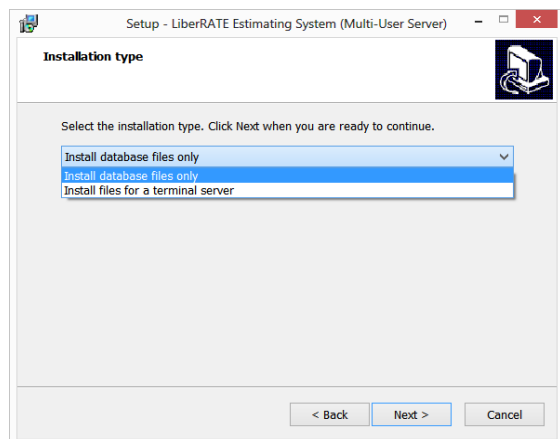 Setup - LiberRATE Estimating System (Multi-User Server)
Installation type
Select the installation type. Click Next when you are ready to continue.
Install database files only
Install database files only
Install files for a terminal server
< Back
Next >
Cancel